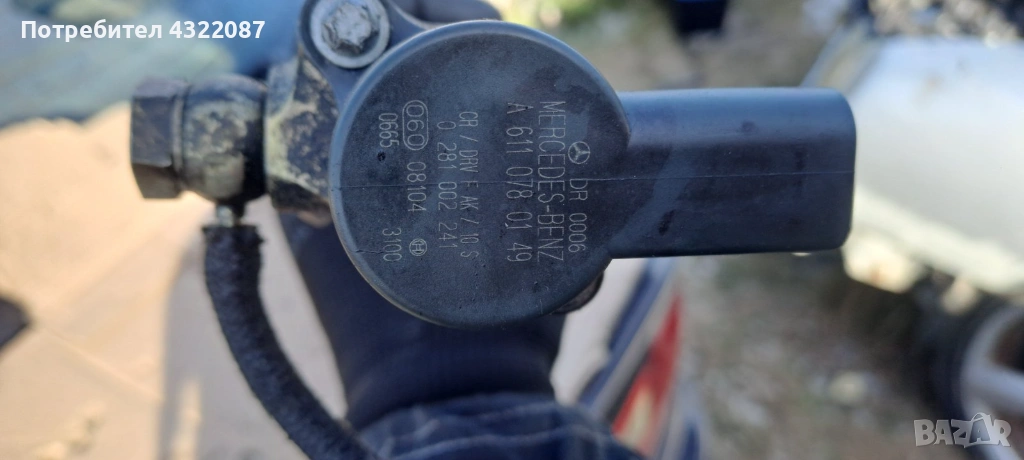 Потребител 4322087
DR 0006
MERCEDES-BENZ
A 611 078 01 49
CR / DRV F-AK / 10 S
0 281 002 241
060 08104 3100
0665
BAZAR